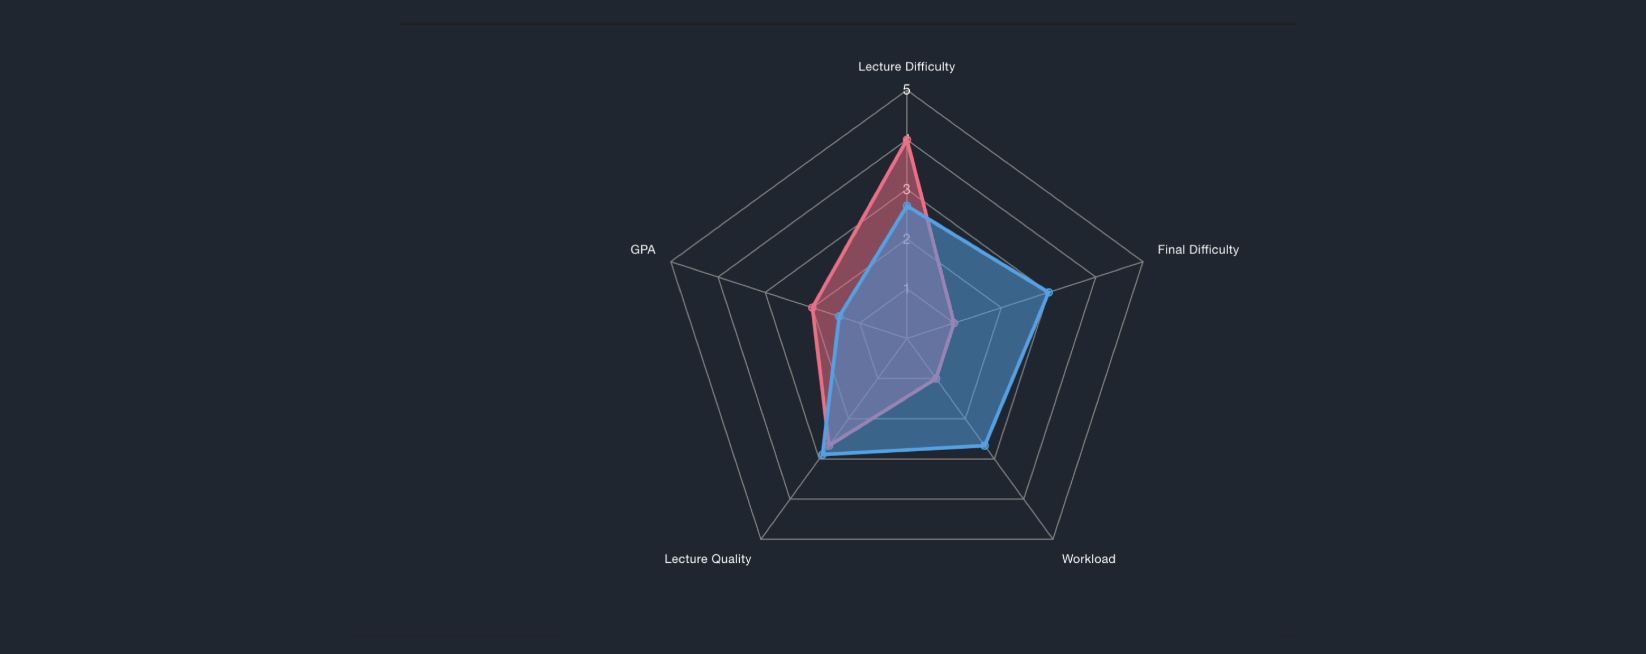 Lecture Difficulty
5
3
2
1
GPA
Final Difficulty
Lecture Quality
Workload